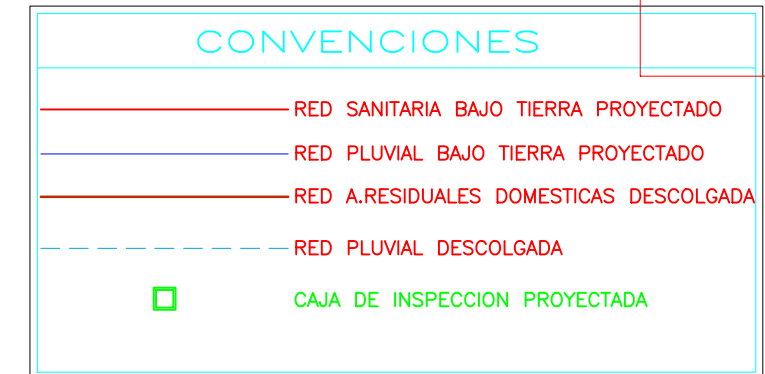 CONVENCIONES
RED SANITARIA BAJO TIERRA PROYECTADO
RED PLUVIAL BAJO TIERRA PROYECTADO
RED A.RESIDUALES DOMESTICAS DESCOLGADA
RED PLUVIAL DESCOLGADA
CAJA DE INSPECCION PROYECTADA